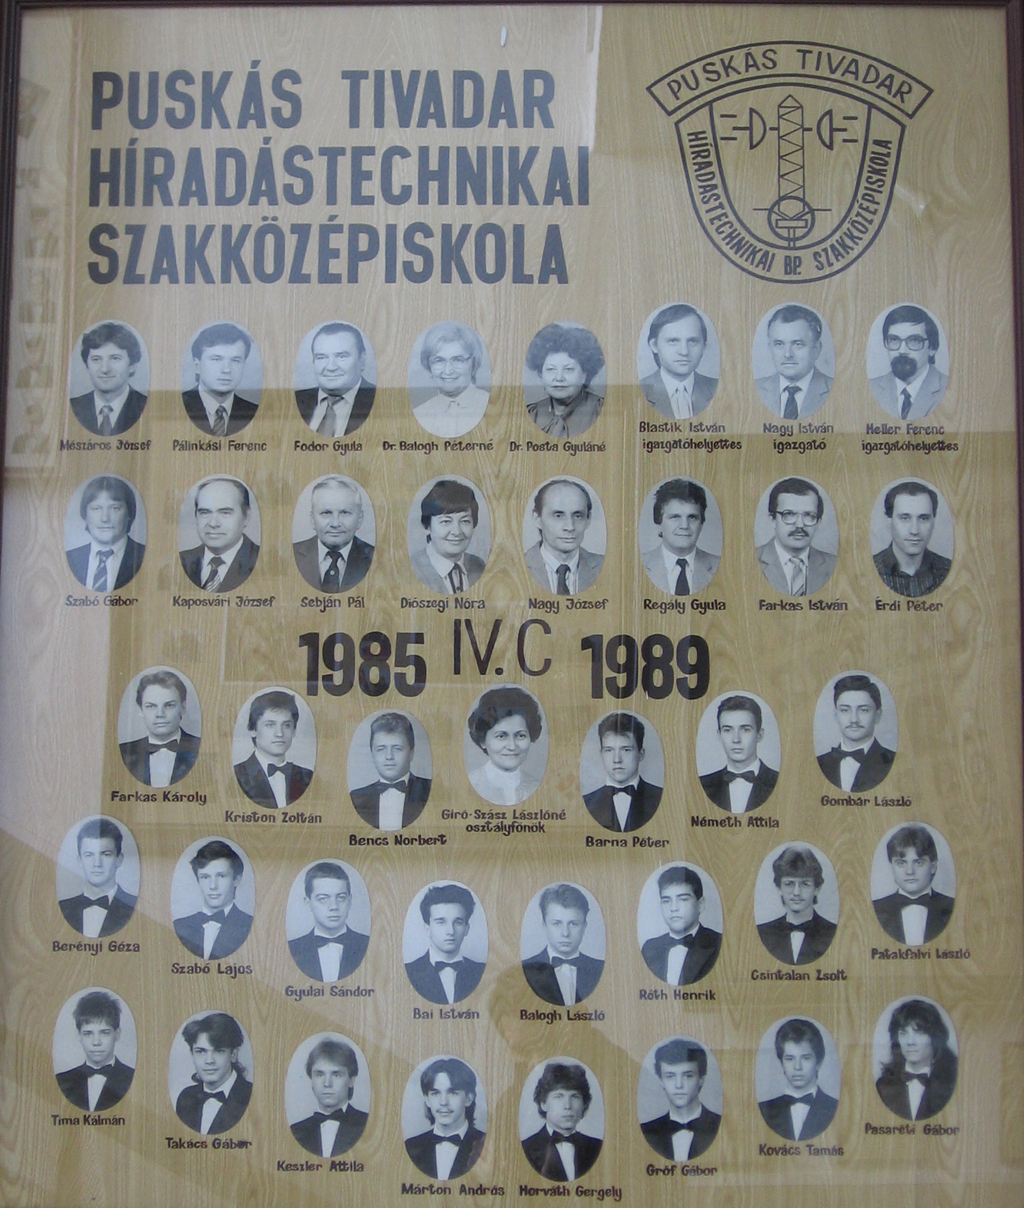 PUSKÁS TIVADAR
HÍRADÁSTECHNIKAI
SZAKKÖZÉPISKOLA
PUSKÁS TIVADAR
HÍRADÁSTECHNIKAI BP. SZAKKÖZÉPISKOLA
Mészáros József
Pálinkási Ferenc
Fodor Gyula
Dr. Balogh Péterné
Dr. Posta Gyuláné
Blastik István
igazgatóhelyettes
Nagy István
igazgató
Heller Ferenc
igazgatóhelyettes
Szabó Gábor
Kaposvári József
Sebján Pál
Diószegi Nóra
Nagy József
Regály Gyula
Farkas István
Érdi Péter
1985 IV. C 1989
Farkas Károly
Kriston Zoltán
Bencs Norbert
Giró-Szász Lászlóné
osztályfőnök
Barna Péter
Németh Attila
Gombár László
Berényi Géza
Szabó Lajos
Gyulai Sándor
Bai István
Balogh László
Róth Henrik
Csintalan Zsolt
Patakfalvi László
Tima Kálmán
Takács Gábor
Keszler Attila
Márton András
Horváth Gergely
Gróf Gábor
Kovács Tamás
Pasaréti Gábor